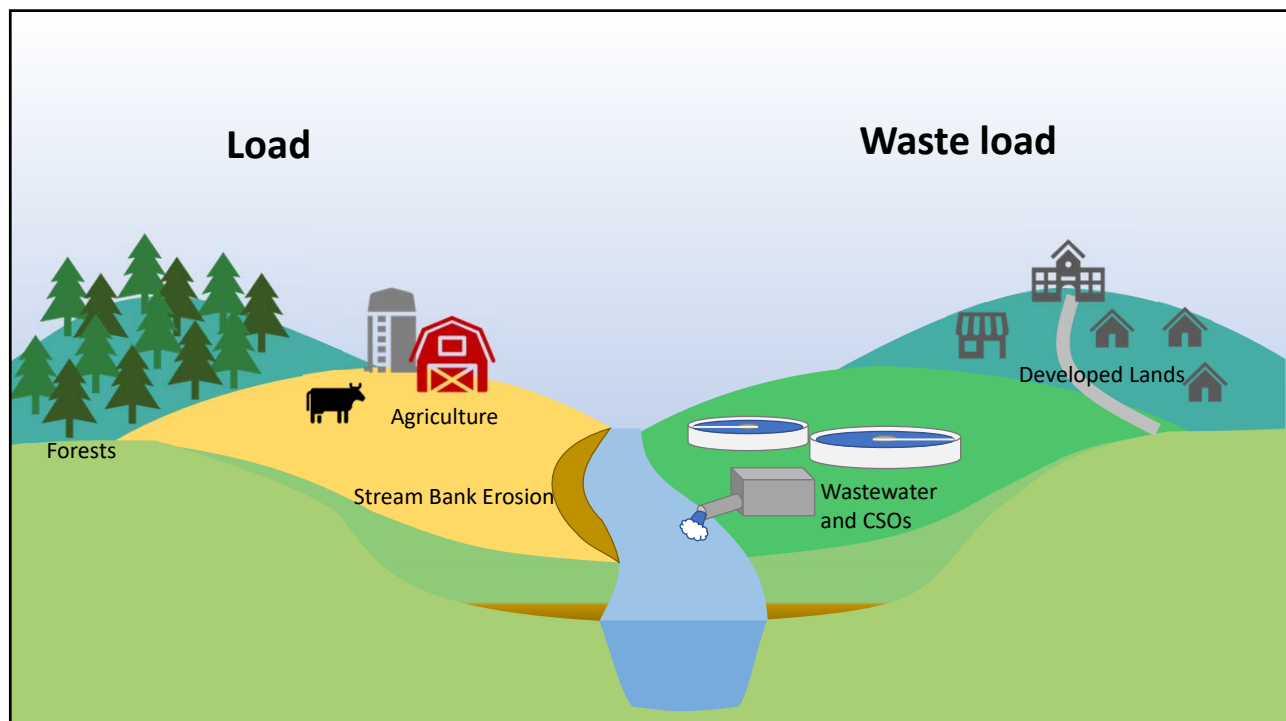 Load
Waste load
Developed Lands
Agriculture
Forests
Stream Bank Erosion
Wastewater
and CSOs